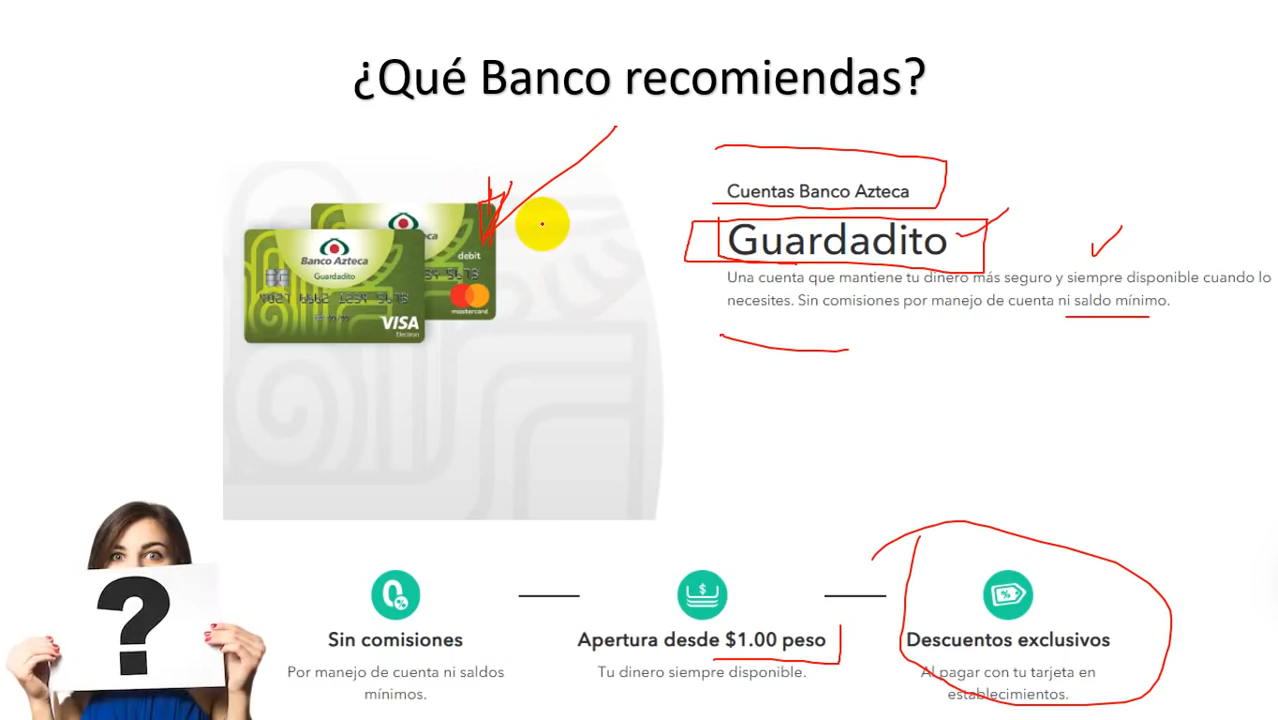 ¿Qué Banco recomiendas?
Cuentas Banco Azteca
Guardadito
Una cuenta que mantiene tu dinero más seguro y siempre disponible cuando lo
necesites. Sin comisiones por manejo de cuenta ni saldo mínimo.
debit
mastercard
Banco Azteca
Guardadito
VISA
Electron
?
Sin comisiones
Por manejo de cuenta ni saldos
mínimos.
Apertura desde $1.00 peso
Tu dinero siempre disponible.
Descuentos exclusivos
Al pagar con tu tarjeta en
establecimientos.